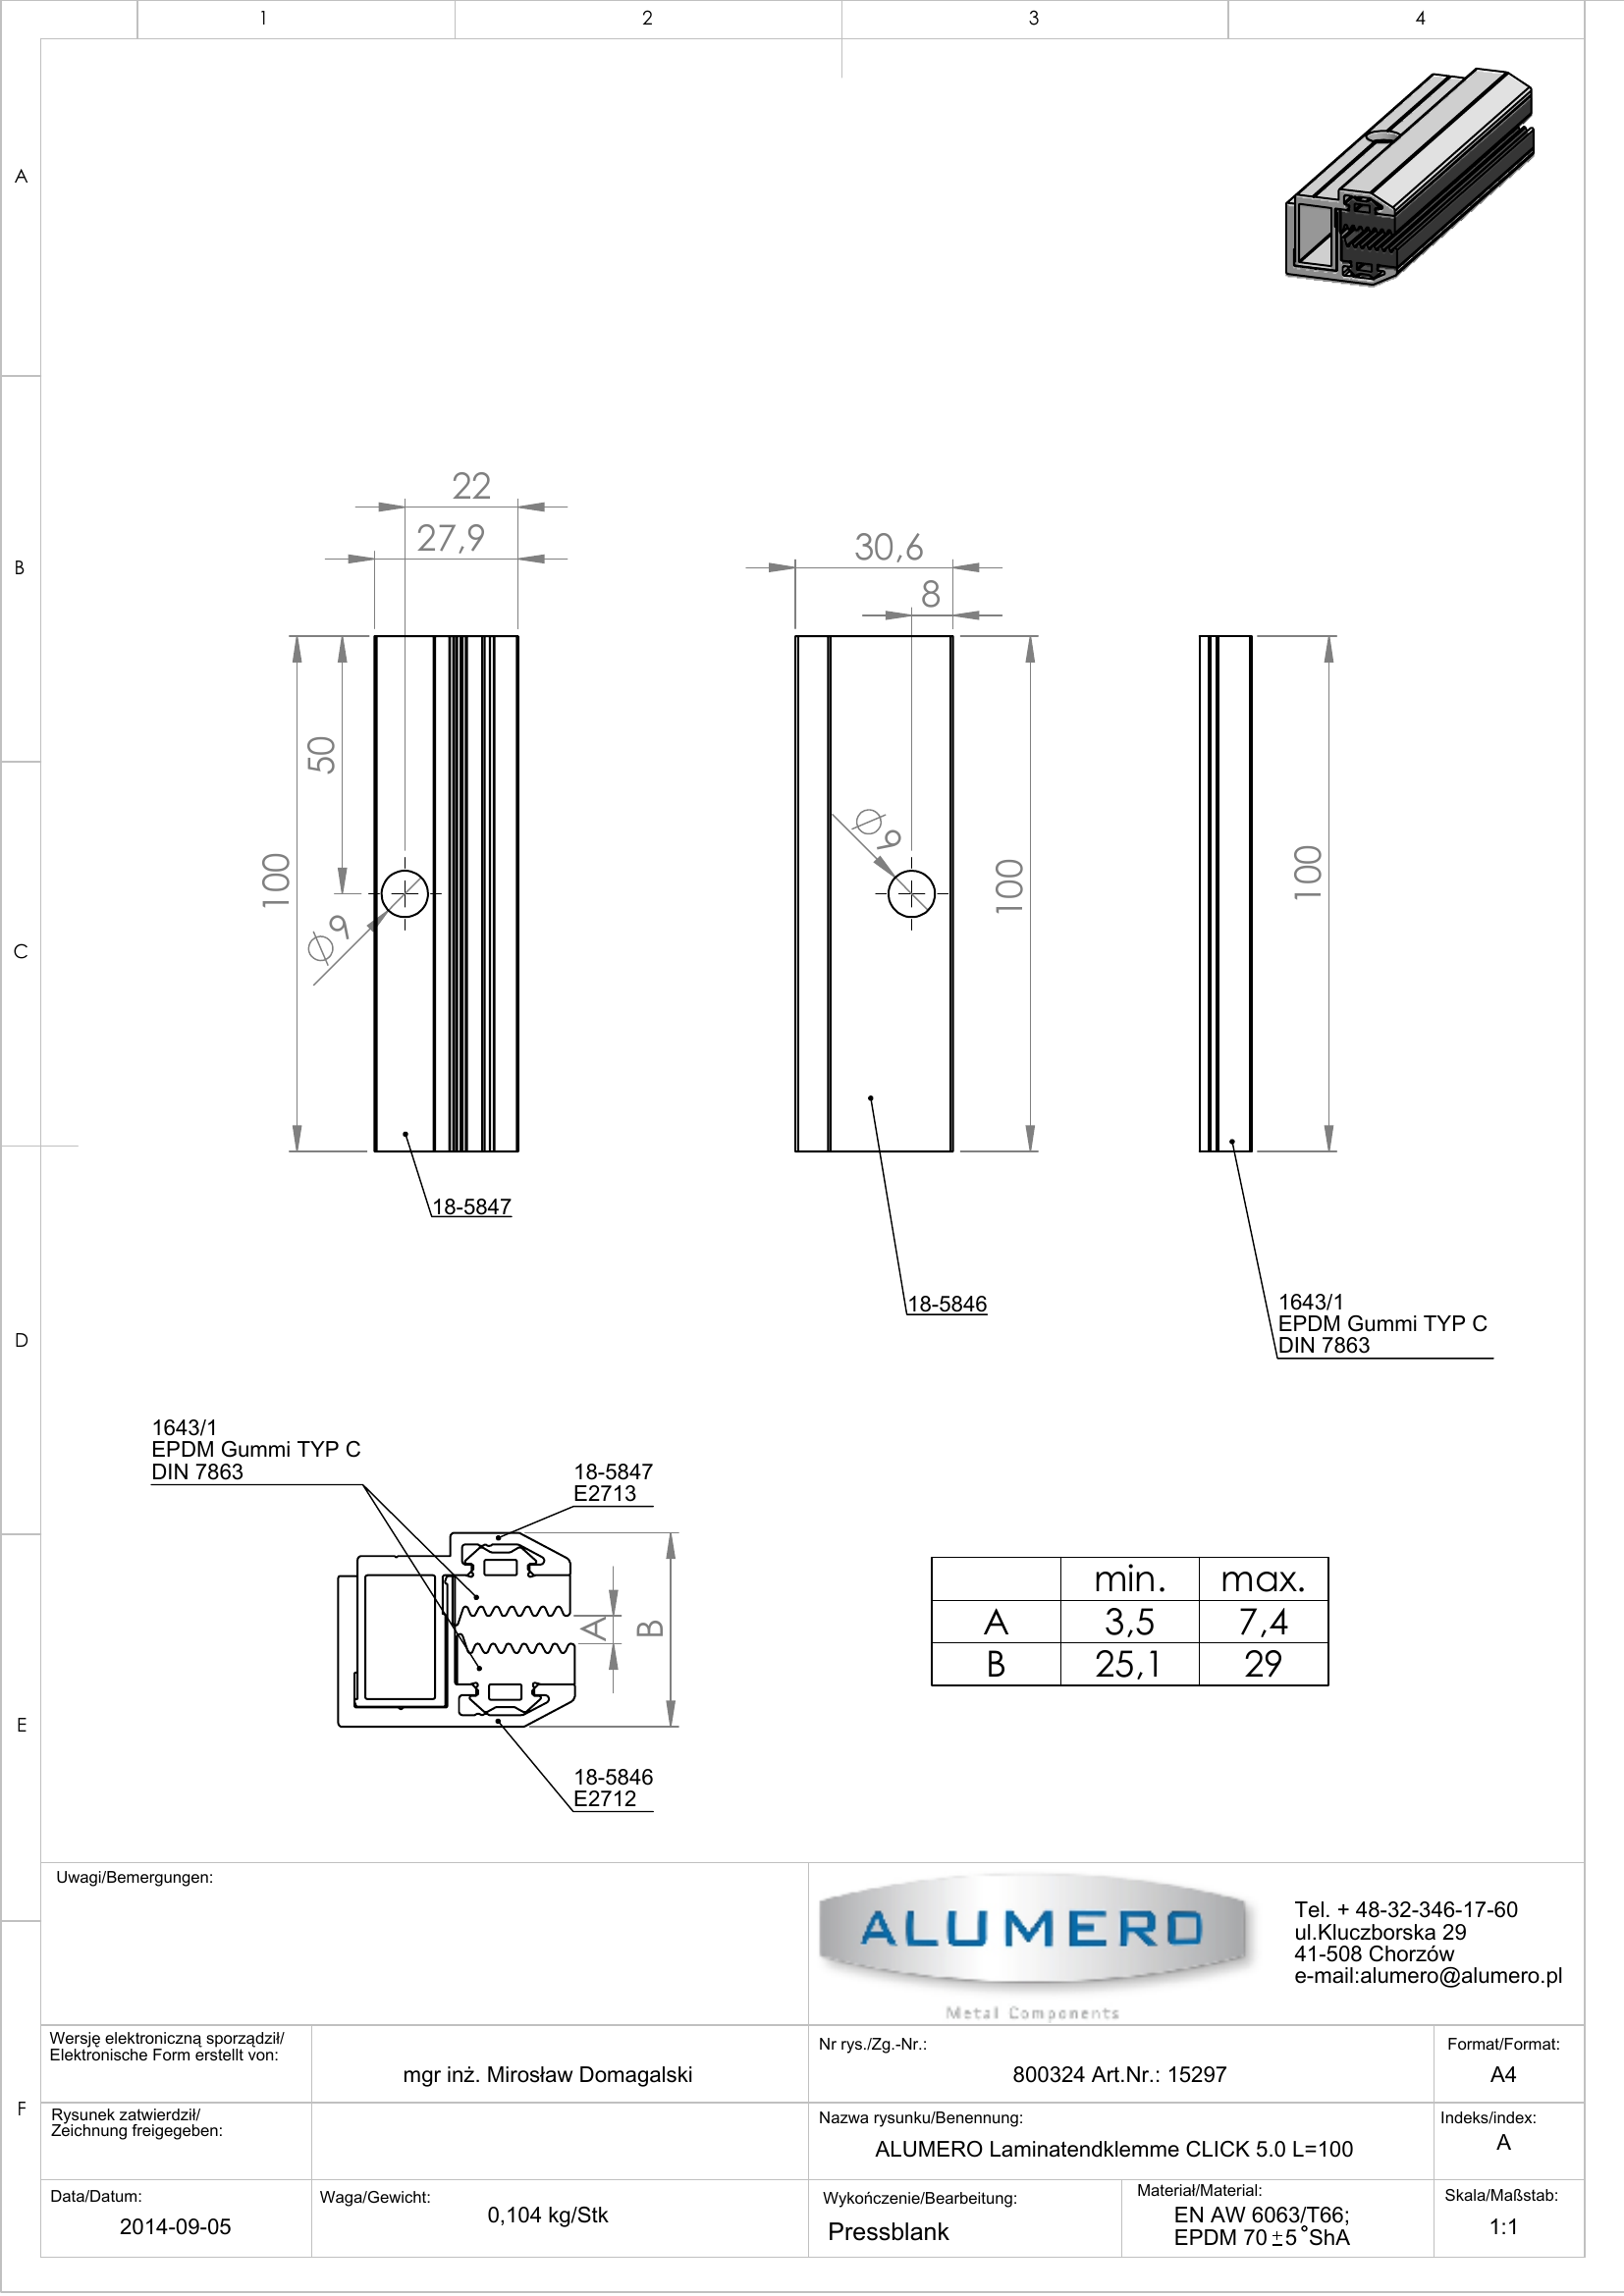 1
2
3
4
A
B
C
D
E
F
22
27,9
50
100
Ø9
18-5847
30,6
8
Ø9
100
18-5846
100
1643/1
EPDM Gummi TYP C
DIN 7863
1643/1
EPDM Gummi TYP C
DIN 7863
18-5847
E2713
A
B
18-5846
E2712
min. max.
A 3,5 7,4
B 25,1 29
Uwagi/Bemergungen:
ALUMERO
Metal Components
Tel. + 48-32-346-17-60
ul.Kluczborska 29
41-508 Chorzów
e-mail:alumero@alumero.pl
Wersję elektroniczną sporządził/
Elektronische Form erstellt von:
mgr inż. Mirosław Domagalski
Nr rys./Zg.-Nr.:
800324 Art.Nr.: 15297
Format/Format:
A4
Rysunek zatwierdził/
Zeichnung freigegeben:
Nazwa rysunku/Benennung:
ALUMERO Laminatendklemme CLICK 5.0 L=100
Indeks/index:
A
Data/Datum:
2014-09-05
Waga/Gewicht:
0,104 kg/Stk
Wykończenie/Bearbeitung:
Pressblank
Materiał/Material:
EN AW 6063/T66;
EPDM 70±5°ShA
Skala/Maßstab:
1:1